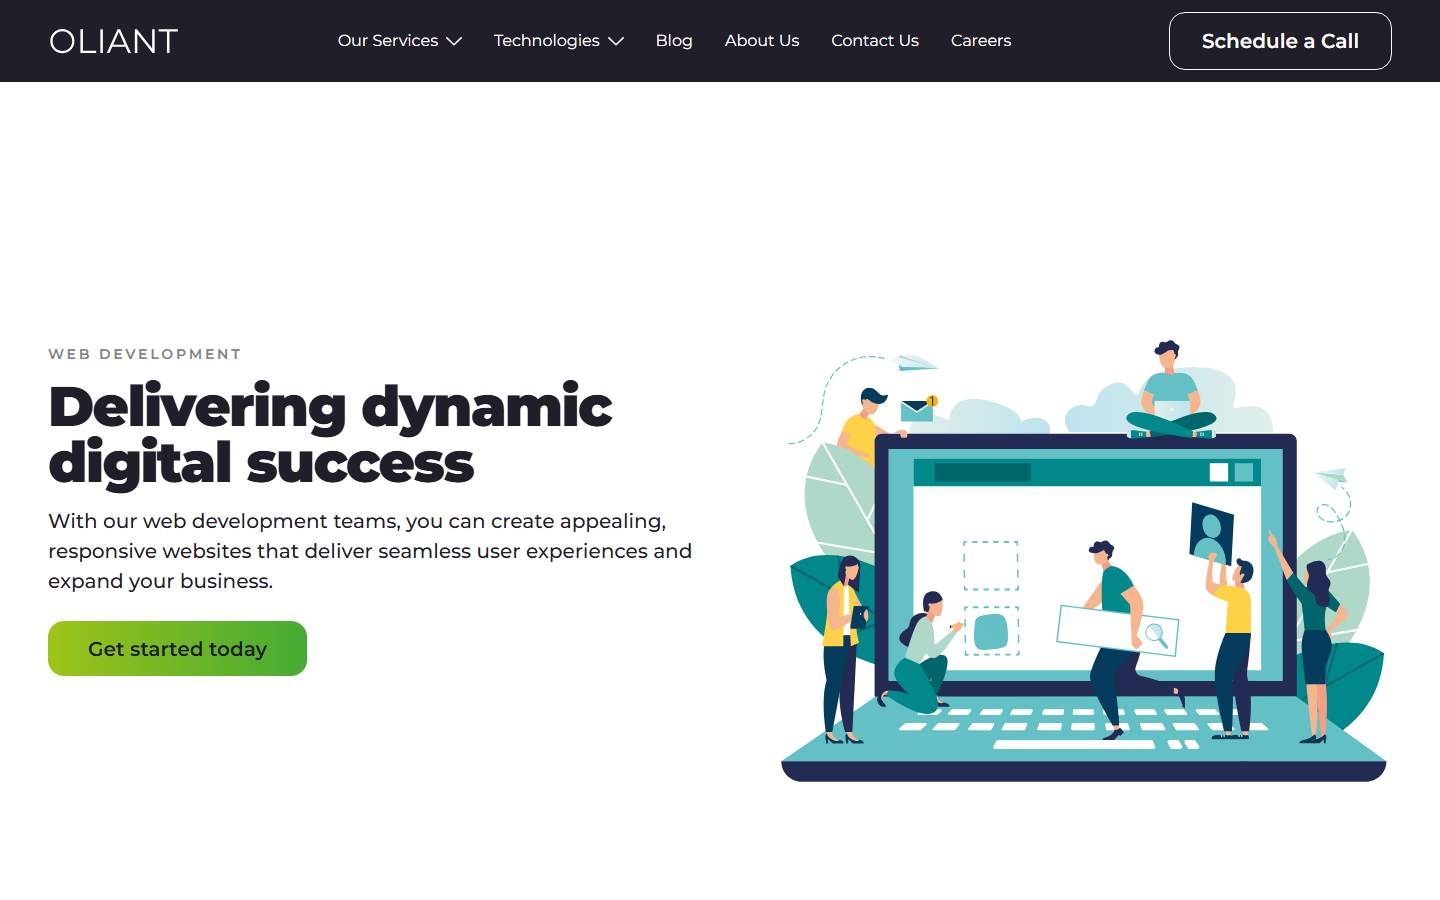 OLIANT
Our Services
Technologies
Blog
About Us
Contact Us
Careers
Schedule a Call
WEB DEVELOPMENT
Delivering dynamic
digital success
With our web development teams, you can create appealing,
responsive websites that deliver seamless user experiences and
expand your business.
Get started today
1